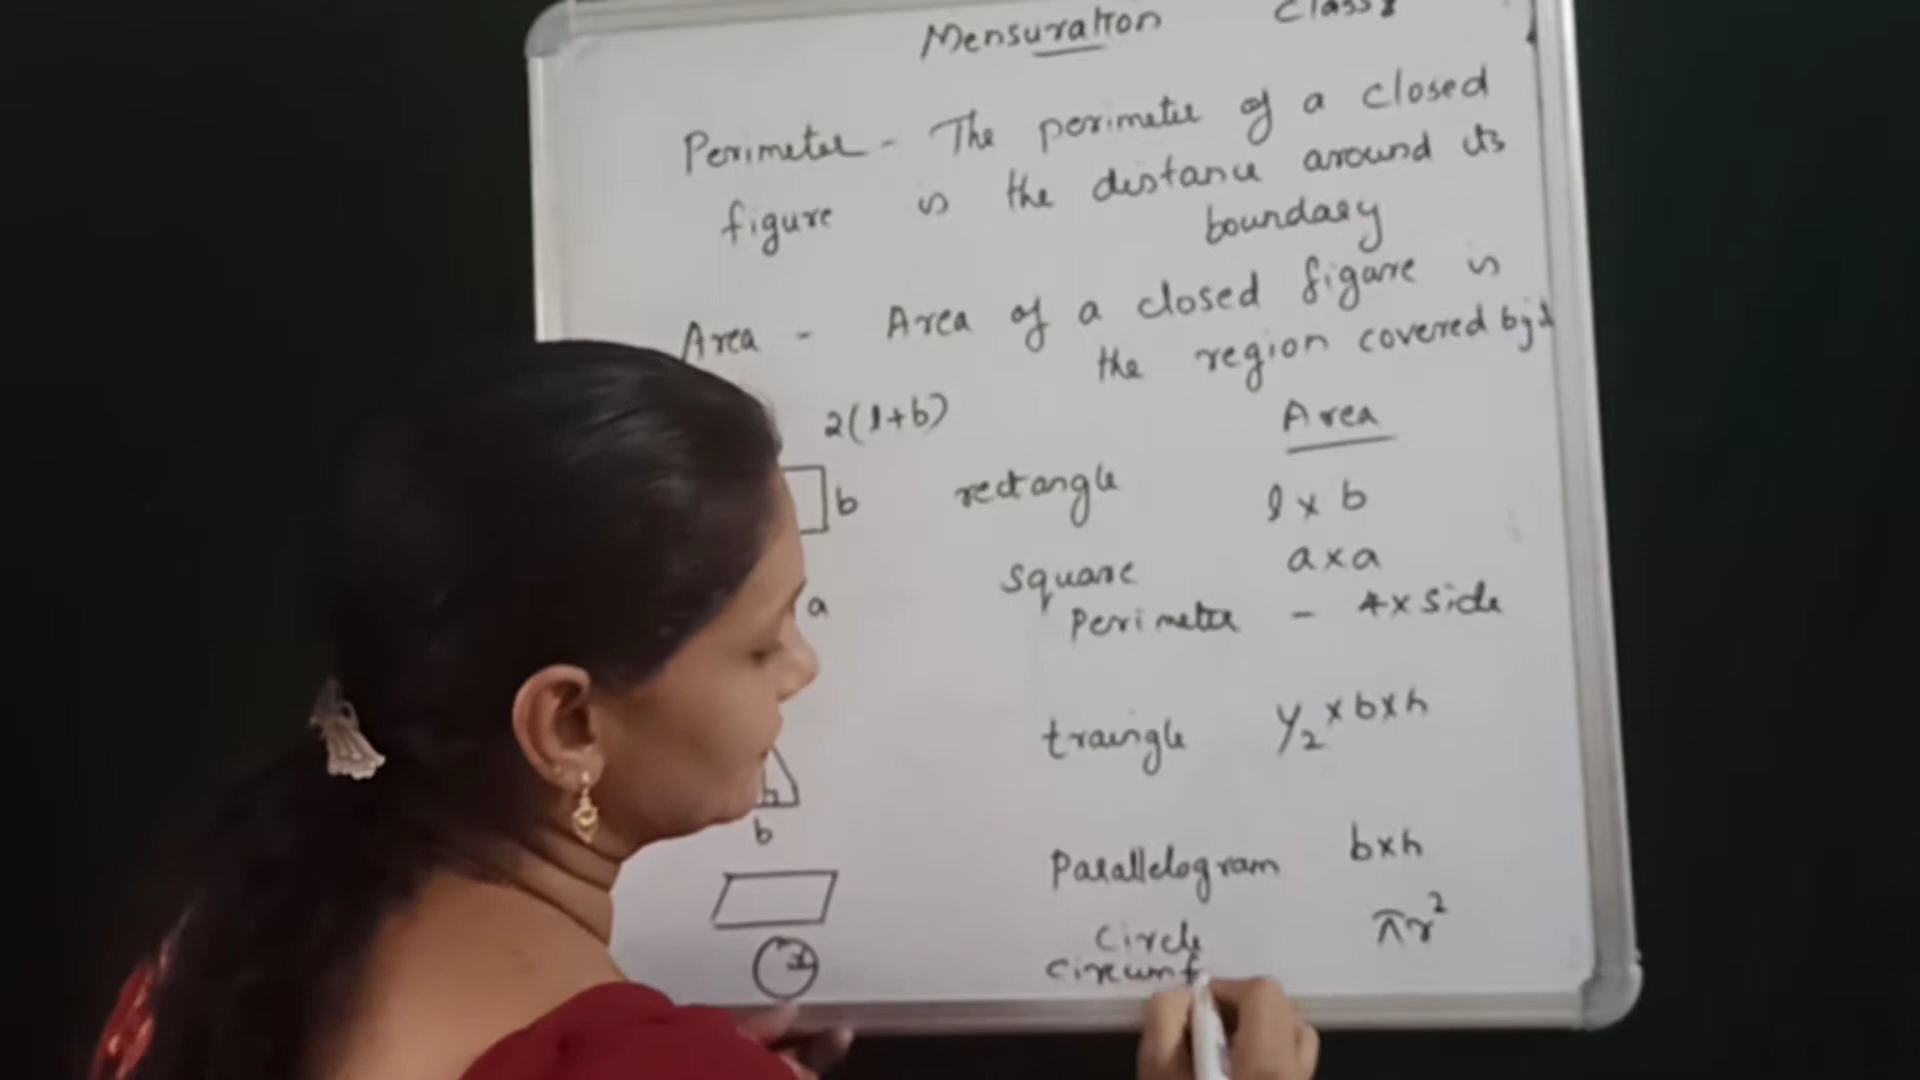 Mensuration Class 8
Perimeter - The perimeter of a closed
figure is the distance around its
boundary
Area - Area of a closed figure is
the region covered by it
2(l+b)
Area
b rectangle l x b
a square a x a
Perimeter - 4 x side
traingle 1/2 x b x h
b
Parallelogram b x h
Circle πr²
r
circumf